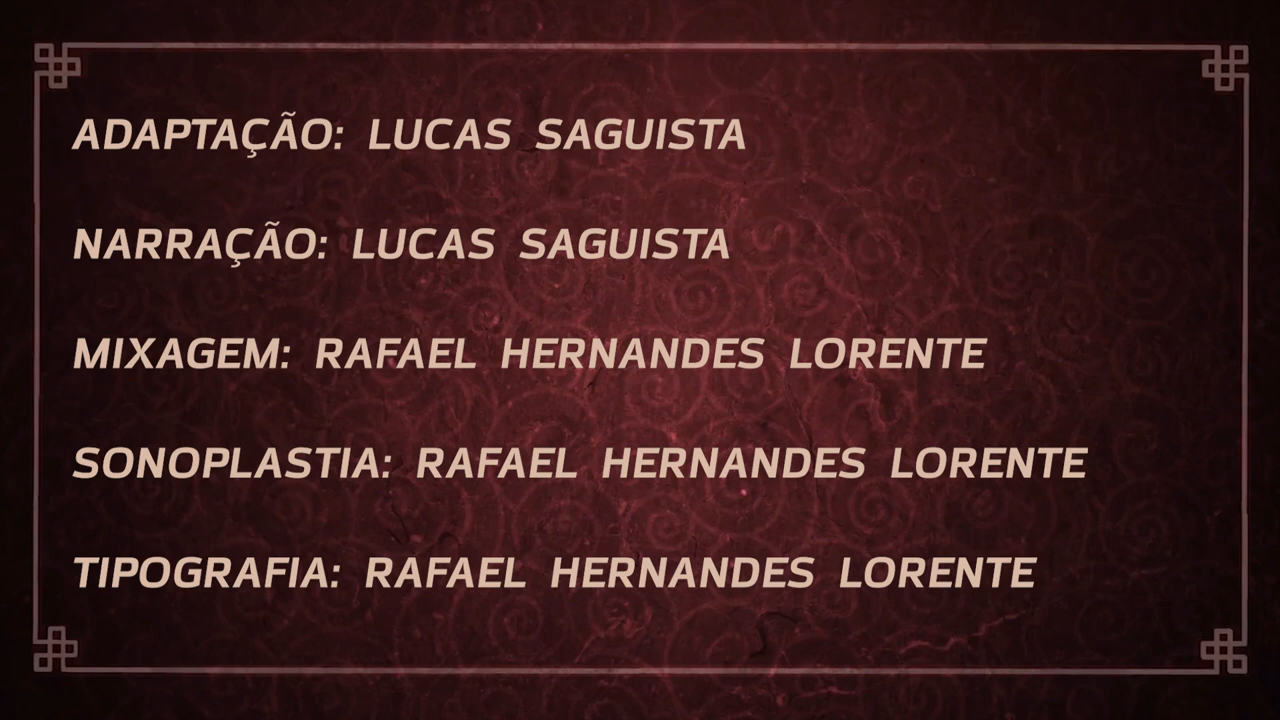 ADAPTAÇÃO: LUCAS SAGUISTA
NARRAÇÃO: LUCAS SAGUISTA
MIXAGEM: RAFAEL HERNANDES LORENTE
SONOPLASTIA: RAFAEL HERNANDES LORENTE
TIPOGRAFIA: RAFAEL HERNANDES LORENTE